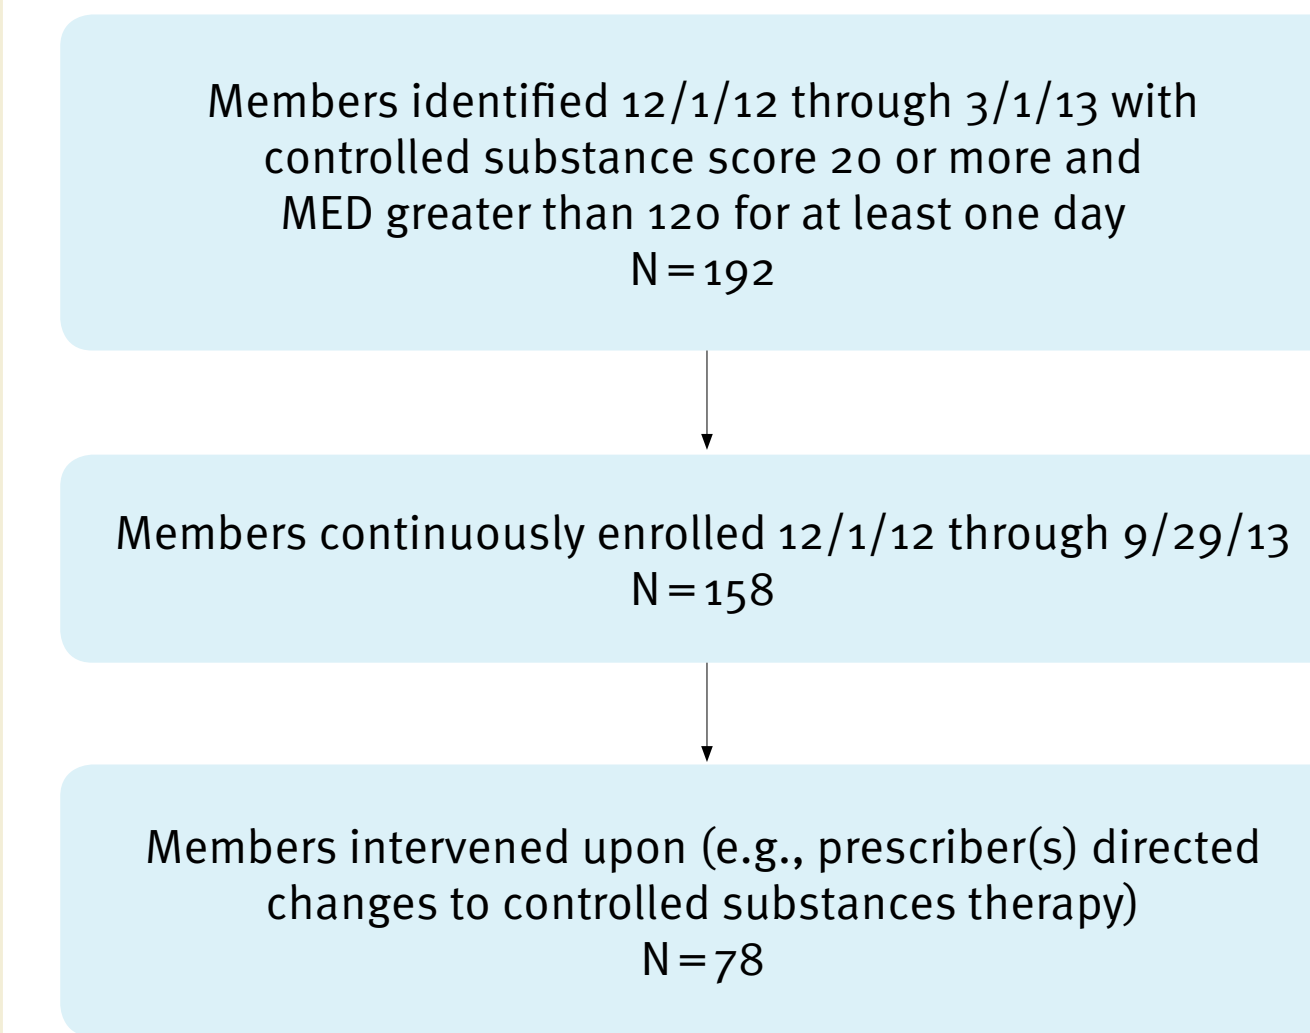 Members identified 12/1/12 through 3/1/13 with
controlled substance score 20 or more and
MED greater than 120 for at least one day
N = 192
Members continuously enrolled 12/1/12 through 9/29/13
N = 158
Members intervened upon (e.g., prescriber(s) directed
changes to controlled substances therapy)
N = 78